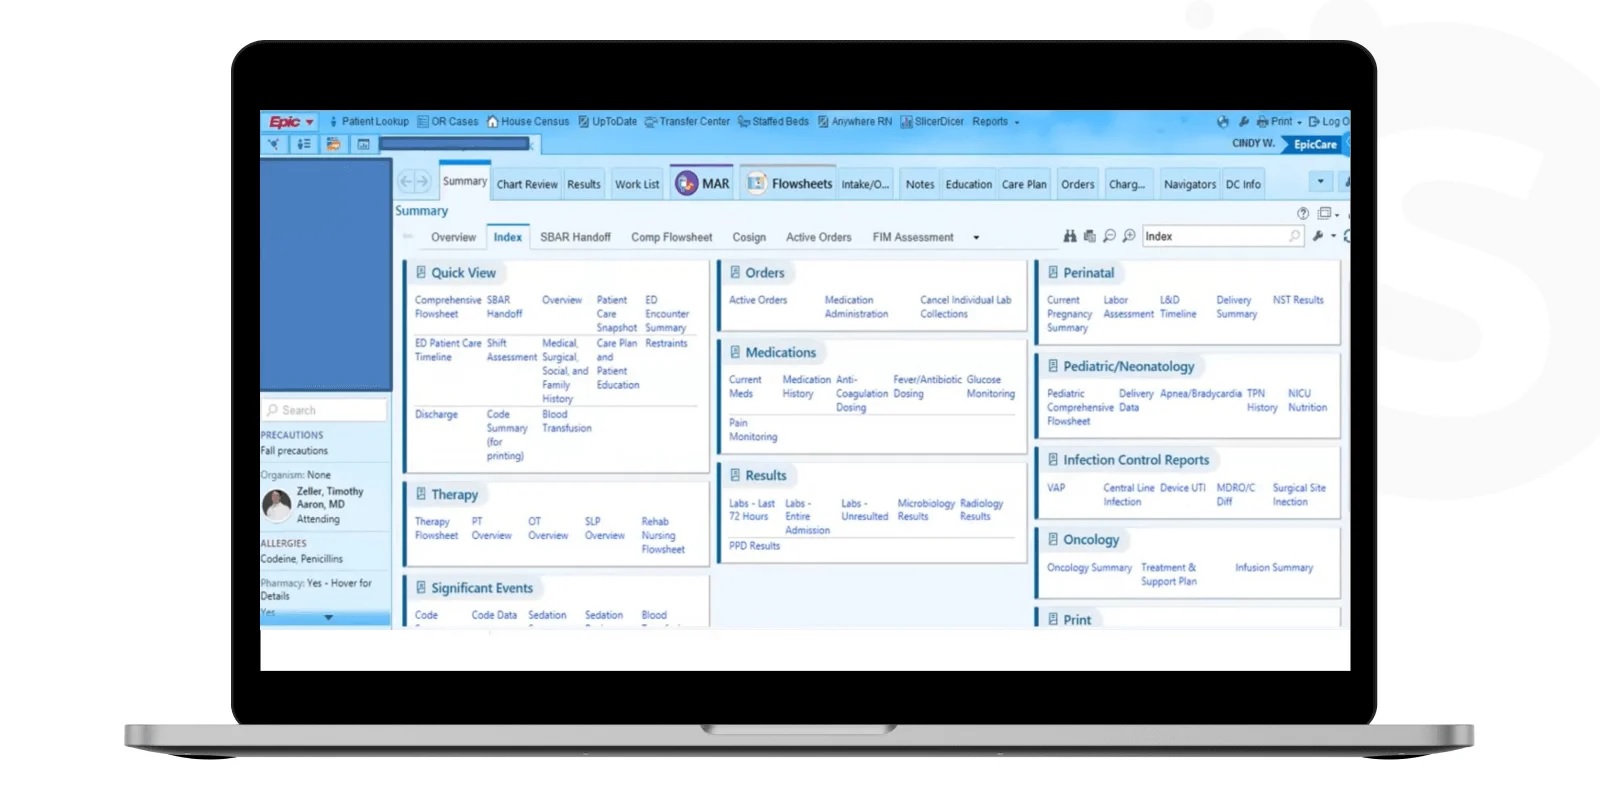 Epic Patient Lookup OR Cases House Census UpToDate Transfer Center Staffed Beds Anywhere RN SlicerDicer Reports Print Log O
CINDY W. EpicCare
Summary Chart Review Results Work List MAR Flowsheets Intake/O... Notes Education Care Plan Orders Charg... Navigators DC Info
Summary
Overview Index SBAR Handoff Comp Flowsheet Cosign Active Orders FIM Assessment Index
Search
PRECAUTIONS
Fall precautions
Organism: None
Zeller, Timothy
Aaron, MD
Attending
ALLERGIES
Codeine, Penicillins
Pharmacy: Yes - Hover for
Details
Yes
Quick View
Comprehensive SBAR Overview Patient ED
Flowsheet Handoff Care Encounter
Snapshot Summary
ED Patient Care Shift Medical, Care Plan Restraints
Timeline Assessment Surgical, and
Social, and Patient
Family Education
History
Discharge Code Blood
Summary Transfusion
(for
printing)
Therapy
Therapy PT OT SLP Rehab
Flowsheet Overview Overview Overview Nursing
Flowsheet
Significant Events
Code Code Data Sedation Sedation Blood
Orders
Active Orders Medication Cancel Individual Lab
Administration Collections
Medications
Current Medication Anti- Fever/Antibiotic Glucose
Meds History Coagulation Dosing Monitoring
Dosing
Pain
Monitoring
Results
Labs - Last Labs - Labs - Microbiology Radiology
72 Hours Entire Unresulted Results Results
Admission
PPD Results
Perinatal
Current Labor L&D Delivery NST Results
Pregnancy Assessment Timeline Summary
Summary
Pediatric/Neonatology
Pediatric Delivery Apnea/Bradycardia TPN NICU
Comprehensive Data History Nutrition
Flowsheet
Infection Control Reports
VAP Central Line Device UTI MDRO/C Surgical Site
Infection Diff Inection
Oncology
Oncology Summary Treatment & Infusion Summary
Support Plan
Print